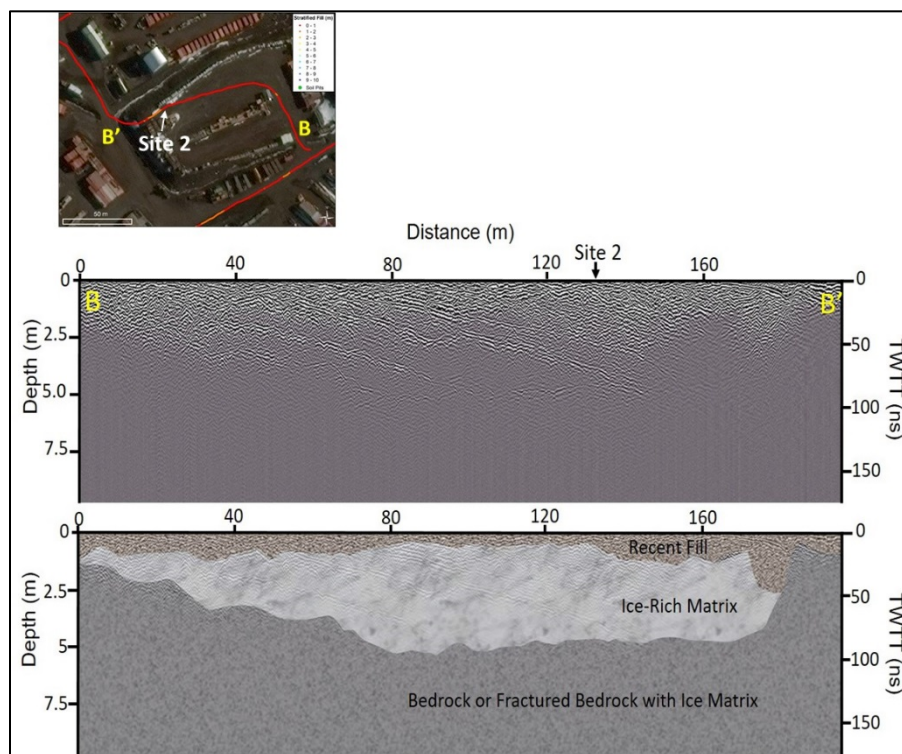 Stratified Fill (m)
0 - 1
1 - 2
2 - 3
3 - 4
4 - 5
5 - 6
6 - 7
7 - 8
8 - 9
9 - 10
Soil Pits
B'
Site 2
B
50 m
Distance (m)
Site 2
0 40 80 120 160
0 B B' 0
2.5 50
5.0 100
7.5 150
Depth (m)
TWTT (ns)
0 40 80 120 160
0 Recent Fill 0
2.5 Ice-Rich Matrix 50
5 100
7.5 Bedrock or Fractured Bedrock with Ice Matrix 150
Depth (m)
TWTT (ns)